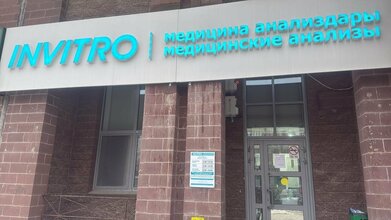 INVITRO
медицина анализдары
медицинские анализы